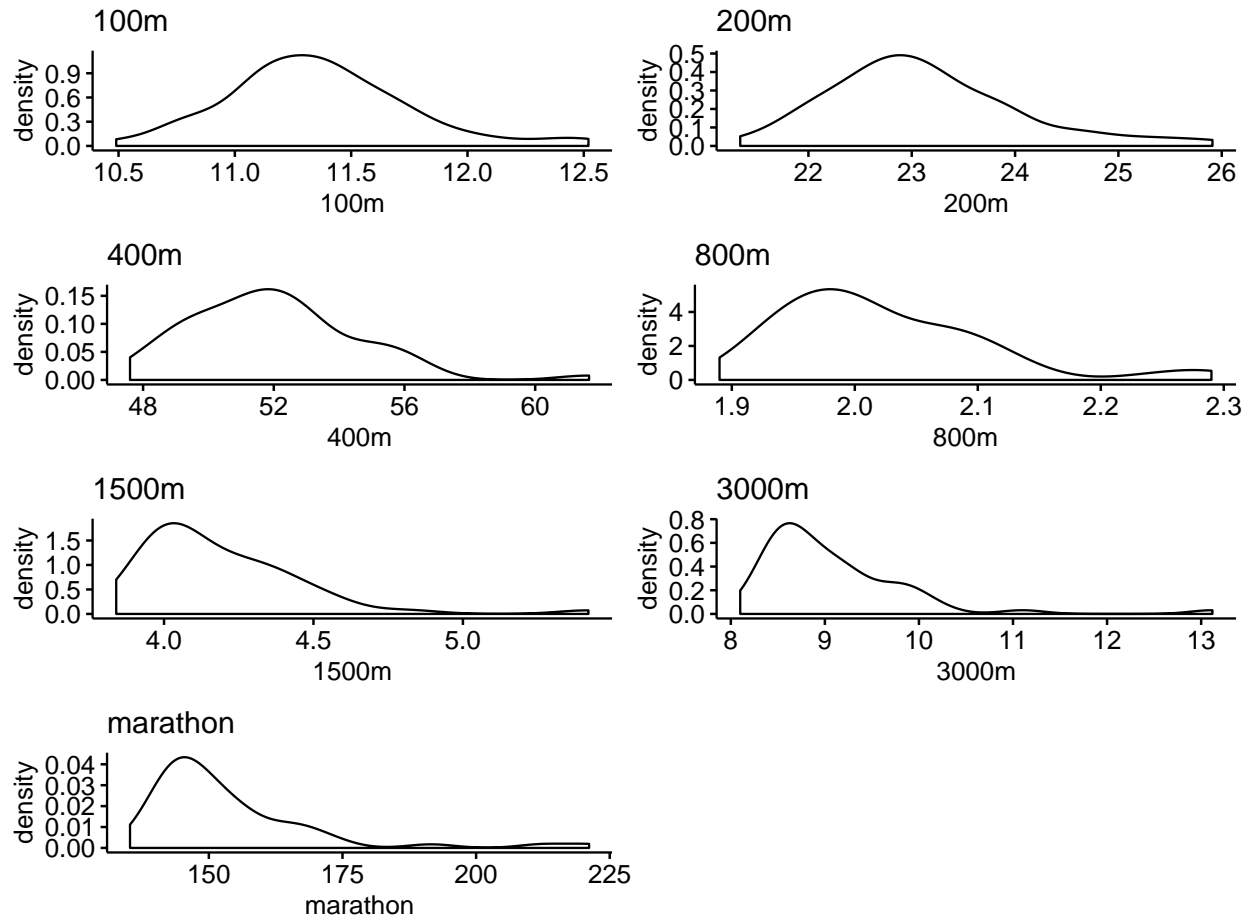 100m
density
0.9
0.6
0.3
0.0
10.5 11.0 11.5 12.0 12.5
100m
200m
density
0.5
0.4
0.3
0.2
0.1
0.0
22 23 24 25 26
200m
400m
density
0.15
0.10
0.05
0.00
48 52 56 60
400m
800m
density
4
2
0
1.9 2.0 2.1 2.2 2.3
800m
1500m
density
1.5
1.0
0.5
0.0
4.0 4.5 5.0
1500m
3000m
density
0.8
0.6
0.4
0.2
0.0
8 9 10 11 12 13
3000m
marathon
density
0.04
0.03
0.02
0.01
0.00
150 175 200 225
marathon